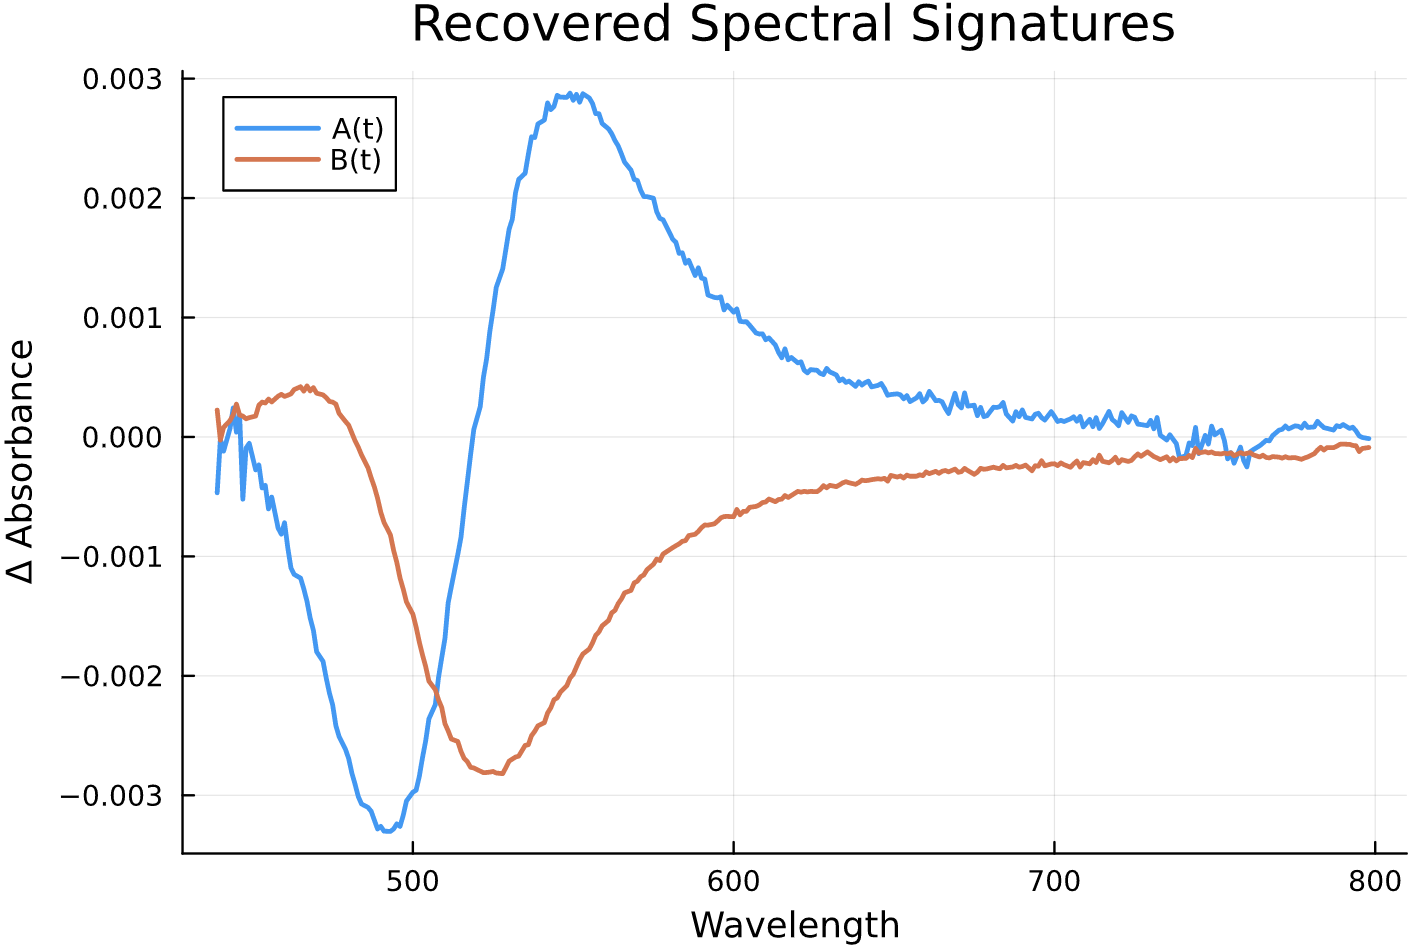 Recovered Spectral Signatures
A(t)
B(t)
0.003
0.002
0.001
0.000
−0.001
−0.002
−0.003
Δ Absorbance
500
600
700
800
Wavelength